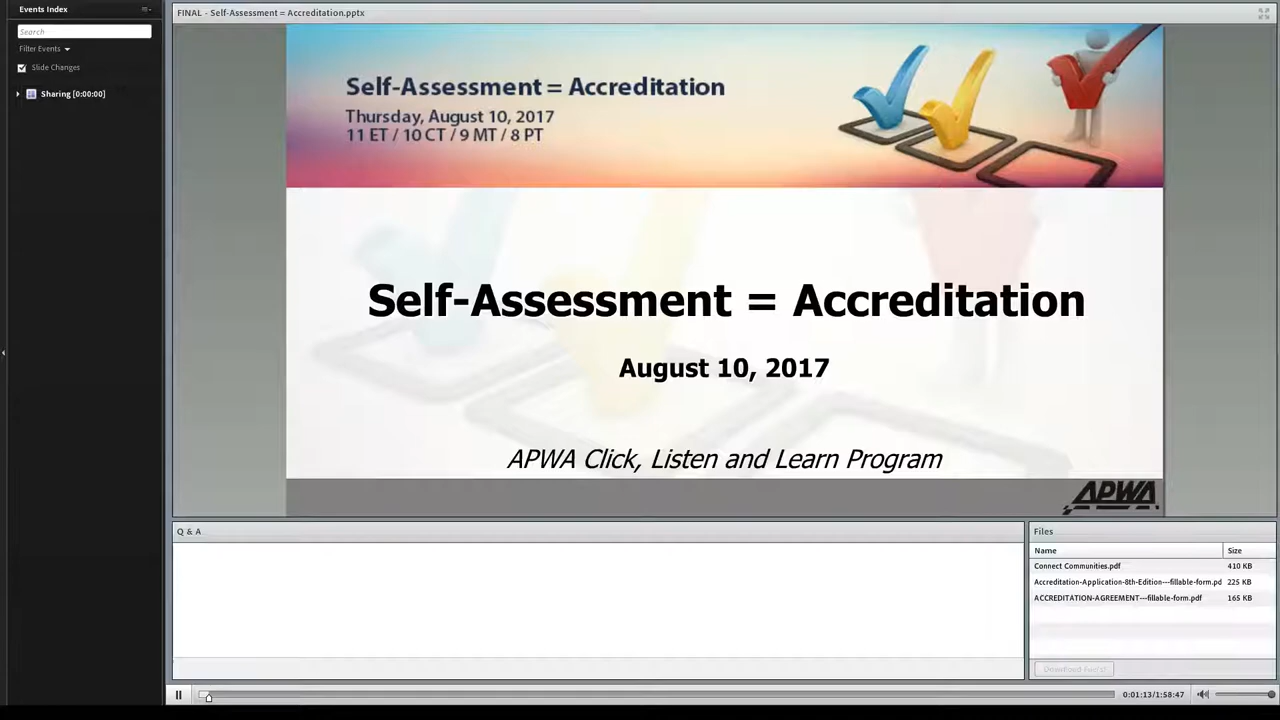 Events Index
Search
Filter Events
Slide Changes
Sharing [0:00:00]
FINAL - Self-Assessment = Accreditation.pptx
Self-Assessment = Accreditation
Thursday, August 10, 2017
11 ET / 10 CT / 9 MT / 8 PT
Self-Assessment = Accreditation
August 10, 2017
APWA Click, Listen and Learn Program
APWA
Q & A
Files
Name Size
Connect Communities.pdf 410 KB
Accreditation-Application-8th-Edition---fillable-form.pd 225 KB
ACCREDITATION-AGREEMENT---fillable-form.pdf 165 KB
Download File(s)
0:01:13/1:58:47